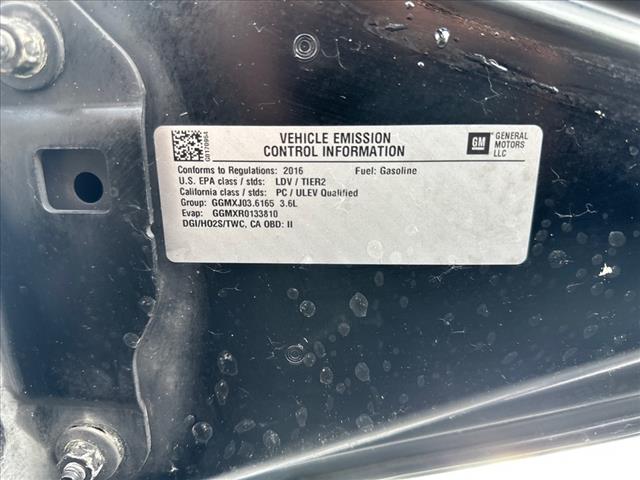 VEHICLE EMISSION
CONTROL INFORMATION
GM GENERAL
MOTORS
LLC
Conforms to Regulations: 2016 Fuel: Gasoline
U.S. EPA class / stds: LDV / TIER2
California class / stds: PC / ULEV Qualified
Group: GGMXJ03.6165 3.6L
Evap: GGMXR0133810
DGI/HO2S/TWC, CA OBD: II